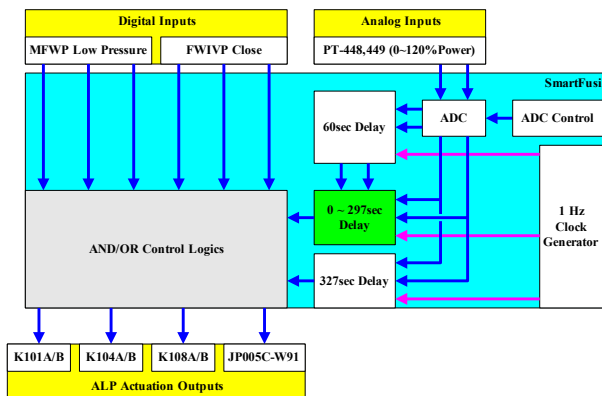 Digital Inputs
Analog Inputs
MFWP Low Pressure
FWIVP Close
PT-448,449 (0~120%Power)
SmartFusi
ADC
ADC Control
60sec Delay
0 ~ 297sec
Delay
1 Hz
Clock
Generator
AND/OR Control Logics
327sec Delay
K101A/B
K104A/B
K108A/B
JP005C-W91
ALP Actuation Outputs